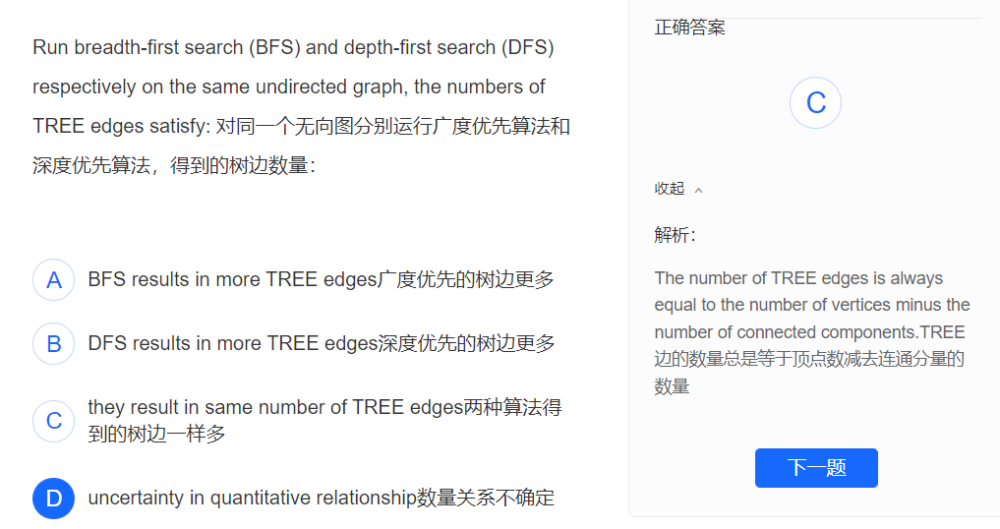 Run breadth-first search (BFS) and depth-first search (DFS)
respectively on the same undirected graph, the numbers of
TREE edges satisfy: 对同一个无向图分别运行广度优先算法和
深度优先算法，得到的树边数量：
A BFS results in more TREE edges广度优先的树边更多
B DFS results in more TREE edges深度优先的树边更多
C they result in same number of TREE edges两种算法得
到的树边一样多
D uncertainty in quantitative relationship数量关系不确定
正确答案
C
收起
解析：
The number of TREE edges is always
equal to the number of vertices minus the
number of connected components.TREE
边的数量总是等于顶点数减去连通分量的
数量
下一题